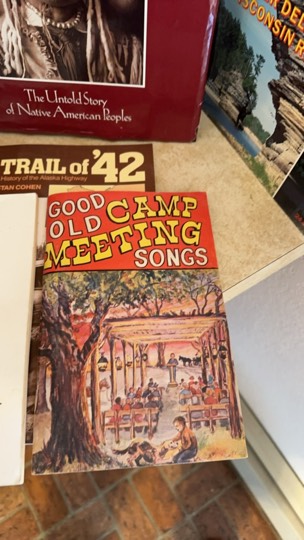 The Untold Story
of Native American Peoples
TRAIL of '42
History of the Alaska Highway
STAN COHEN
GOOD
OLD CAMP
MEETING
SONGS